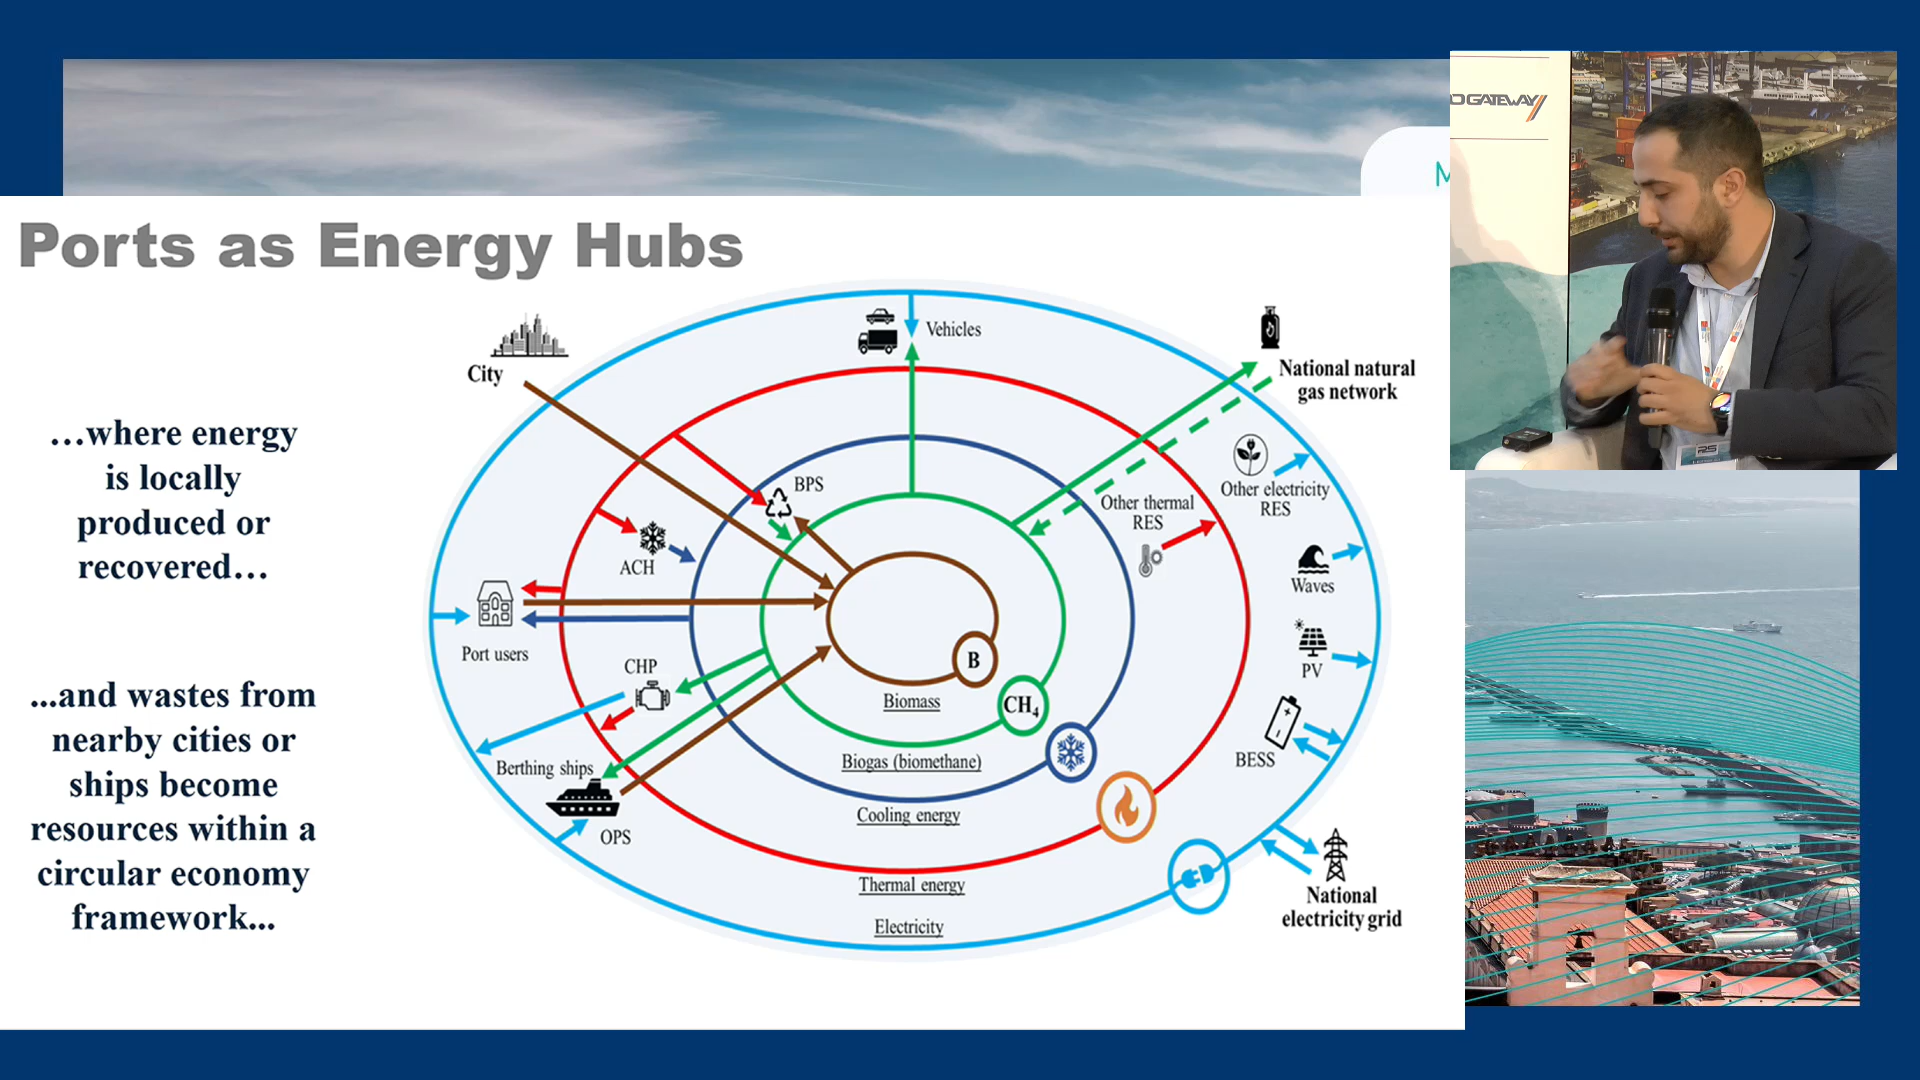 Ports as Energy Hubs
…where energy
is locally
produced or
recovered…
...and wastes from
nearby cities or
ships become
resources within a
circular economy
framework...
City
Vehicles
National natural
gas network
BPS
Other thermal
RES
Other electricity
RES
ACH
Waves
Port users
CHP
PV
B
Biomass
CH₄
BESS
Berthing ships
Biogas (biomethane)
OPS
Cooling energy
Thermal energy
Electricity
National
electricity grid
GATEWAY